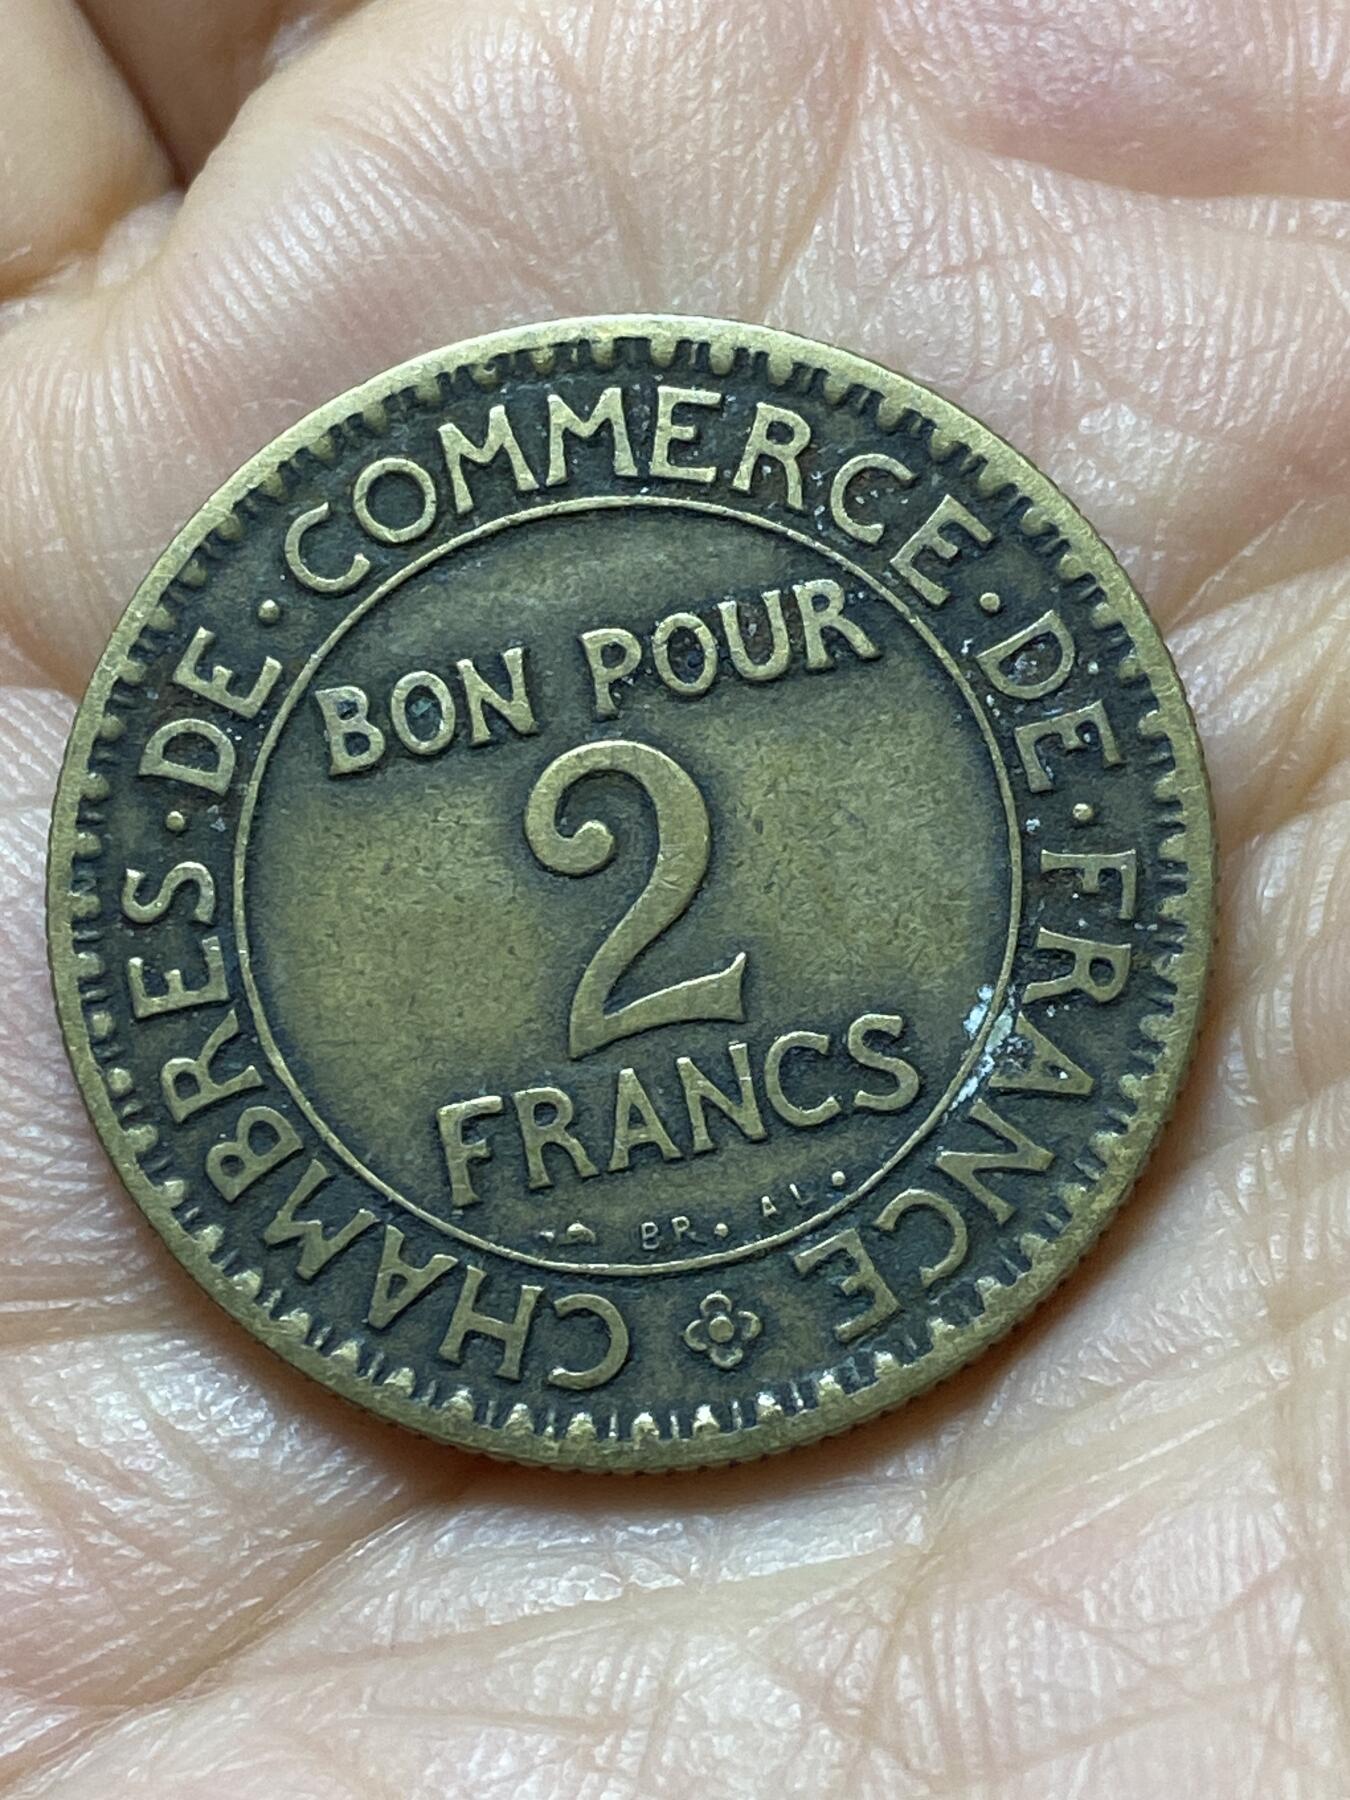 CHAMBRES · DE · COMMERCE · DE · FRANCE
BON POUR
2
FRANCS
BR. AL.